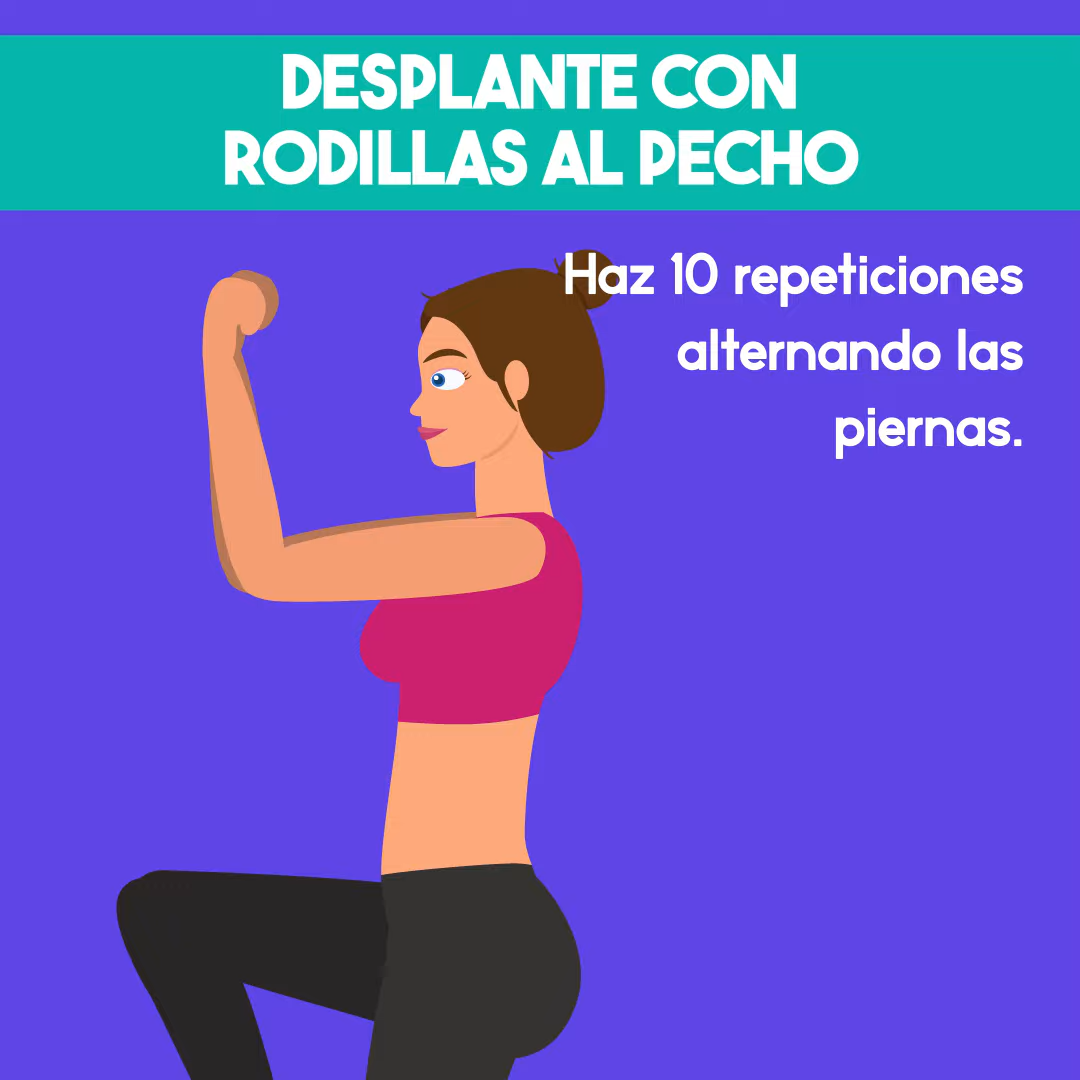 DESPLANTE CON
RODILLAS AL PECHO
Haz 10 repeticiones
alternando las
piernas.